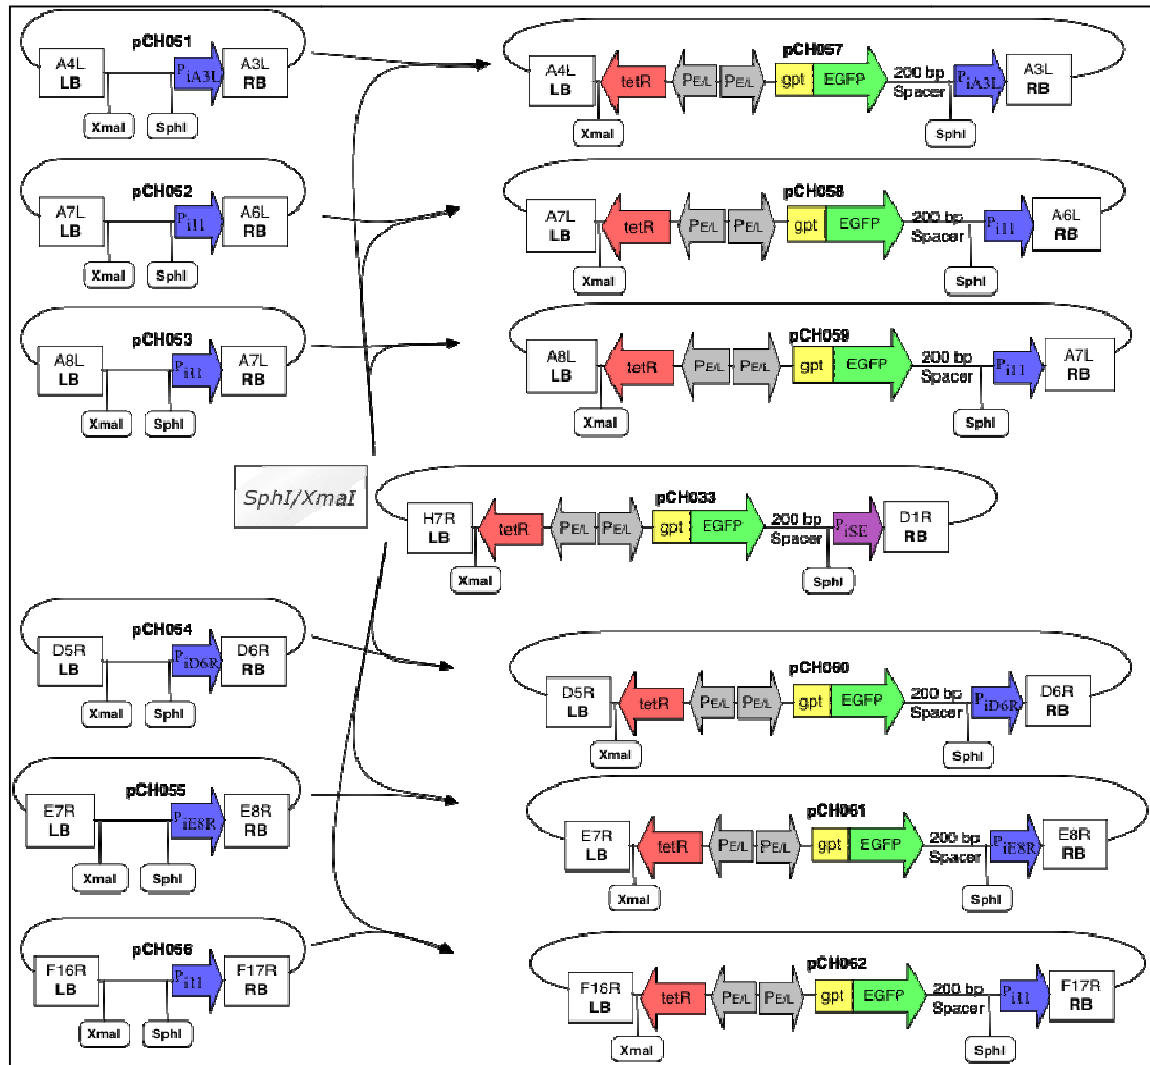 pCH051
A4L LB
PiA3L
A3L RB
XmaI
SphI
pCH057
A4L LB
tetR
PE/L
PE/L
gpt
EGFP
200 bp Spacer
PiA3L
A3L RB
XmaI
SphI
pCH052
A7L LB
Pi11
A6L RB
XmaI
SphI
pCH058
A7L LB
tetR
PE/L
PE/L
gpt
EGFP
200 bp Spacer
Pi11
A6L RB
XmaI
SphI
pCH053
A8L LB
Pi11
A7L RB
XmaI
SphI
pCH059
A8L LB
tetR
PE/L
PE/L
gpt
EGFP
200 bp Spacer
Pi11
A7L RB
XmaI
SphI
SphI/XmaI
pCH033
H7R LB
tetR
PE/L
PE/L
gpt
EGFP
200 bp Spacer
PiSE
D1R RB
XmaI
SphI
pCH054
D5R LB
PiD6R
D6R RB
XmaI
SphI
pCH060
D5R LB
tetR
PE/L
PE/L
gpt
EGFP
200 bp Spacer
PiD6R
D6R RB
XmaI
SphI
pCH055
E7R LB
PiE8R
E8R RB
XmaI
SphI
pCH061
E7R LB
tetR
PE/L
PE/L
gpt
EGFP
200 bp Spacer
PiE8R
E8R RB
XmaI
SphI
pCH056
F16R LB
Pi11
F17R RB
XmaI
SphI
pCH062
F16R LB
tetR
PE/L
PE/L
gpt
EGFP
200 bp Spacer
Pi11
F17R RB
XmaI
SphI